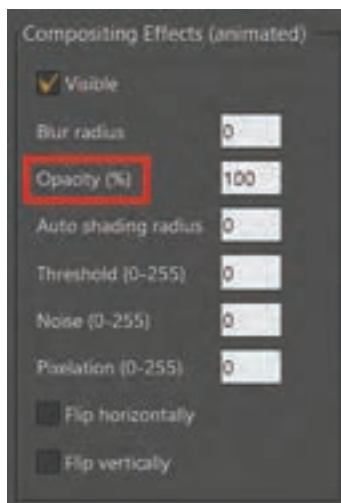 Compositing Effects (animated)
Visible
Blur radius 0
Opacity (%) 100
Auto shading radius 0
Threshold (0-255) 0
Noise (0-255) 0
Pixelation (0-255) 0
Flip horizontally
Flip vertically